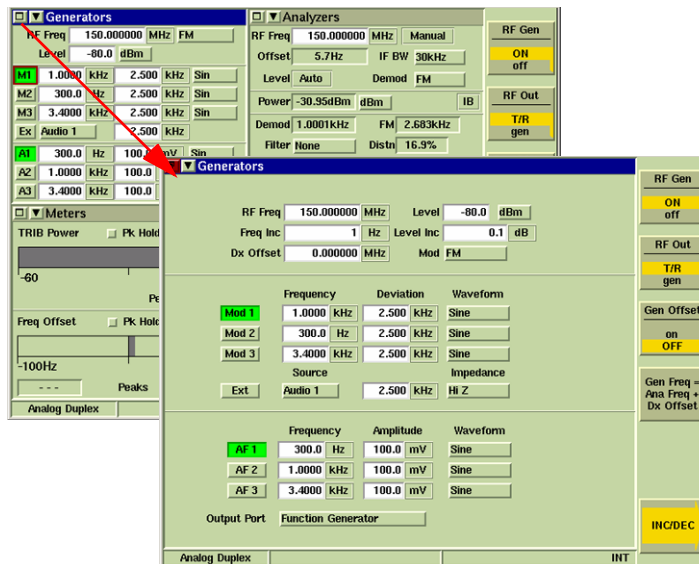 Generators
RF Freq 150.000000 MHz FM
Level -80.0 dBm
M1 1.0000 kHz 2.500 kHz Sin
M2 300.0 Hz 2.500 kHz Sin
M3 3.4000 kHz 2.500 kHz Sin
Ex Audio 1 2.500 kHz
A1 300.0 Hz 100.0 mV Sin
A2 1.0000 kHz 100.0
A3 3.4000 kHz 100.0
Meters
TRIB Power Pk Hold
-60
Freq Offset Pk Hold
-100Hz
- - - Peaks
Analog Duplex
Analyzers
RF Freq 150.000000 MHz Manual
Offset 5.7Hz IF BW 30kHz
Level Auto Demod FM
Power -30.95dBm dBm IB
Demod 1.0001kHz FM 2.683kHz
Filter None Distn 16.9%
RF Gen
ON
off
RF Out
T/R
gen
Generators
RF Freq 150.000000 MHz Level -80.0 dBm
Freq Inc 1 Hz Level Inc 0.1 dB
Dx Offset 0.000000 MHz Mod FM
Frequency Deviation Waveform
Mod 1 1.0000 kHz 2.500 kHz Sine
Mod 2 300.0 Hz 2.500 kHz Sine
Mod 3 3.4000 kHz 2.500 kHz Sine
Source Impedance
Ext Audio 1 2.500 kHz Hi Z
Frequency Amplitude Waveform
AF 1 300.0 Hz 100.0 mV Sine
AF 2 1.0000 kHz 100.0 mV Sine
AF 3 3.4000 kHz 100.0 mV Sine
Output Port Function Generator
Analog Duplex INT
RF Gen
ON
off
RF Out
T/R
gen
Gen Offset
on
OFF
Gen Freq =
Ana Freq +
Dx Offset
INC/DEC